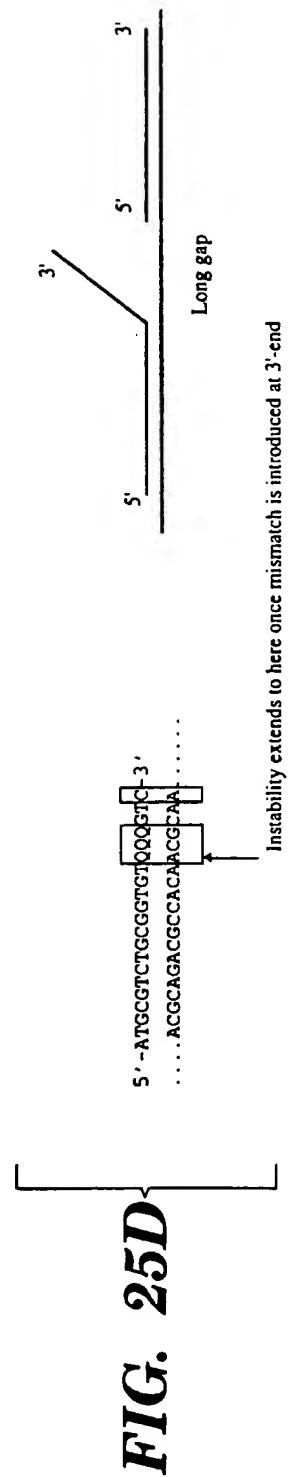 FIG. 25D
5'-ATGCGTCTGCGGTGTQQQGTC-3'
....ACGCAGACGCCACAACGCAA......
Instability extends to here once mismatch is introduced at 3'-end
3'
5'
5'
3'
Long gap